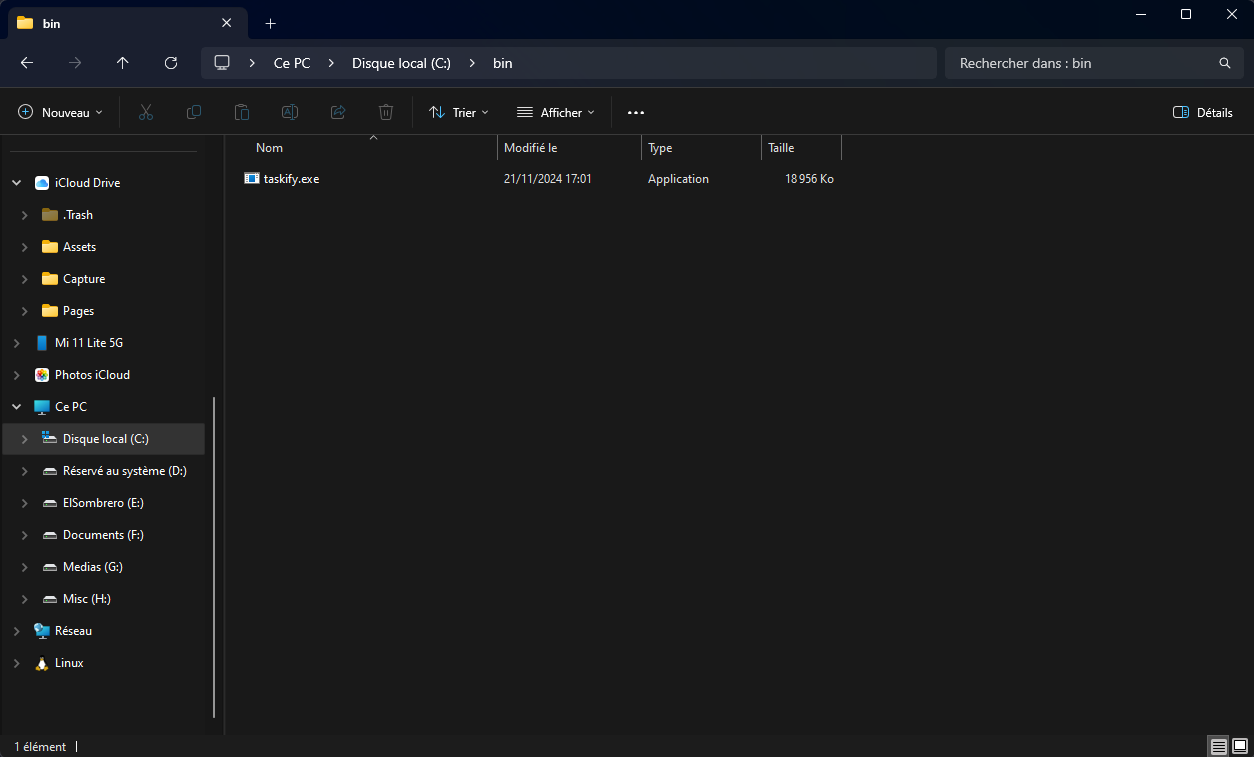 bin
Ce PC
Disque local (C:)
bin
Rechercher dans : bin
Nouveau
Trier
Afficher
Détails
Nom
Modifié le
Type
Taille
taskify.exe
21/11/2024 17:01
Application
18 956 Ko
iCloud Drive
.Trash
Assets
Capture
Pages
Mi 11 Lite 5G
Photos iCloud
Ce PC
Disque local (C:)
Réservé au système (D:)
ElSombrero (E:)
Documents (F:)
Medias (G:)
Misc (H:)
Réseau
Linux
1 élément